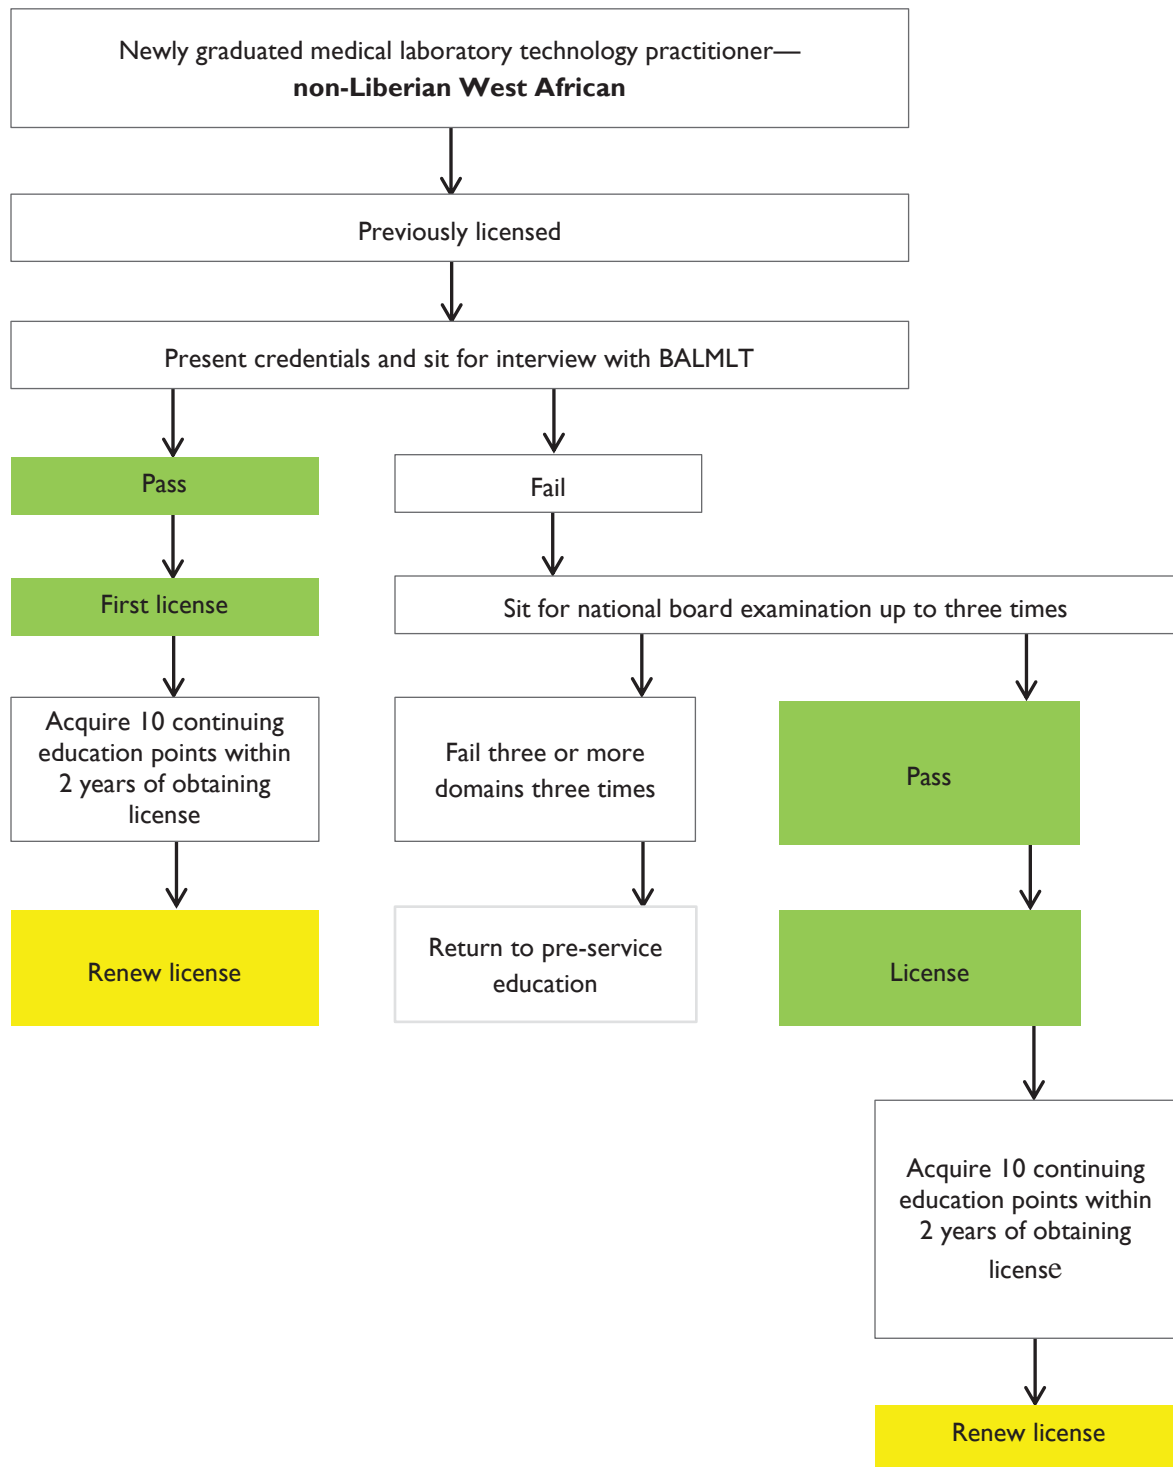 Newly graduated medical laboratory technology practitioner—
non-Liberian West African
Previously licensed
Present credentials and sit for interview with BALMLT
Pass
Fail
First license
Sit for national board examination up to three times
Acquire 10 continuing
education points within
2 years of obtaining
license
Fail three or more
domains three times
Pass
Renew license
Return to pre-service
education
License
Acquire 10 continuing
education points within
2 years of obtaining
license
Renew license